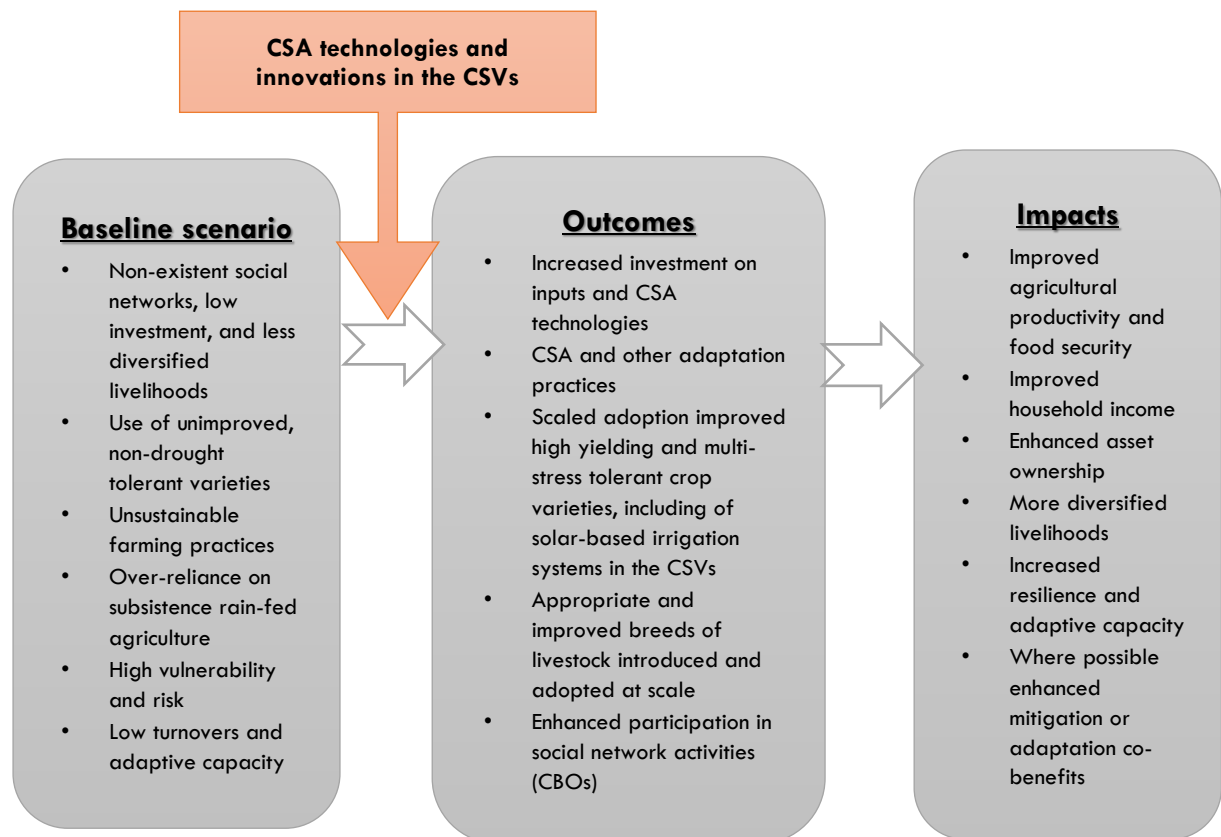 CSA technologies and
innovations in the CSVs
Baseline scenario
• Non-existent social
networks, low
investment, and less
diversified
livelihoods
• Use of unimproved,
non-drought
tolerant varieties
• Unsustainable
farming practices
• Over-reliance on
subsistence rain-fed
agriculture
• High vulnerability
and risk
• Low turnovers and
adaptive capacity
Outcomes
• Increased investment on
inputs and CSA
technologies
• CSA and other adaptation
practices
• Scaled adoption improved
high yielding and multi-
stress tolerant crop
varieties, including of
solar-based irrigation
systems in the CSVs
• Appropriate and
improved breeds of
livestock introduced and
adopted at scale
• Enhanced participation in
social network activities
(CBOs)
Impacts
• Improved
agricultural
productivity and
food security
• Improved
household income
• Enhanced asset
ownership
• More diversified
livelihoods
• Increased
resilience and
adaptive capacity
• Where possible
enhanced
mitigation or
adaptation co-
benefits